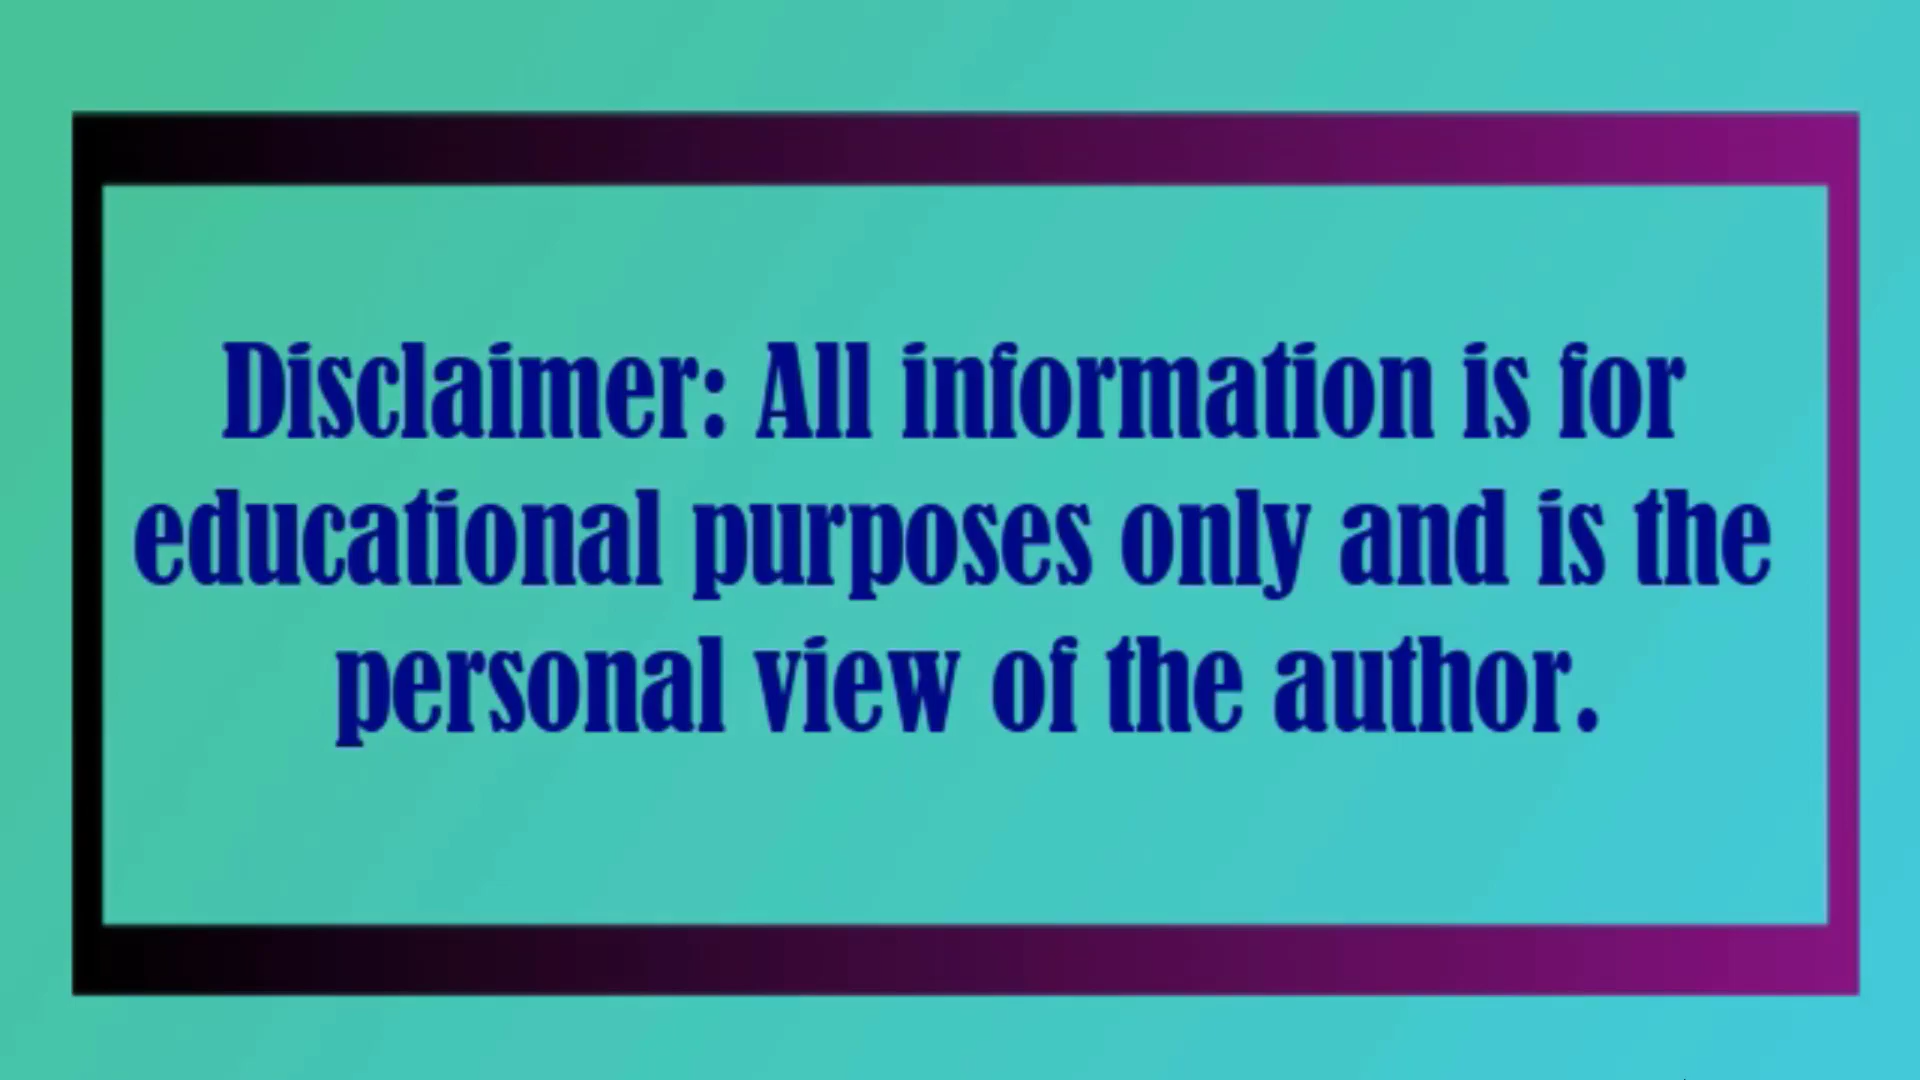 Disclaimer: All information is for
educational purposes only and is the
personal view of the author.